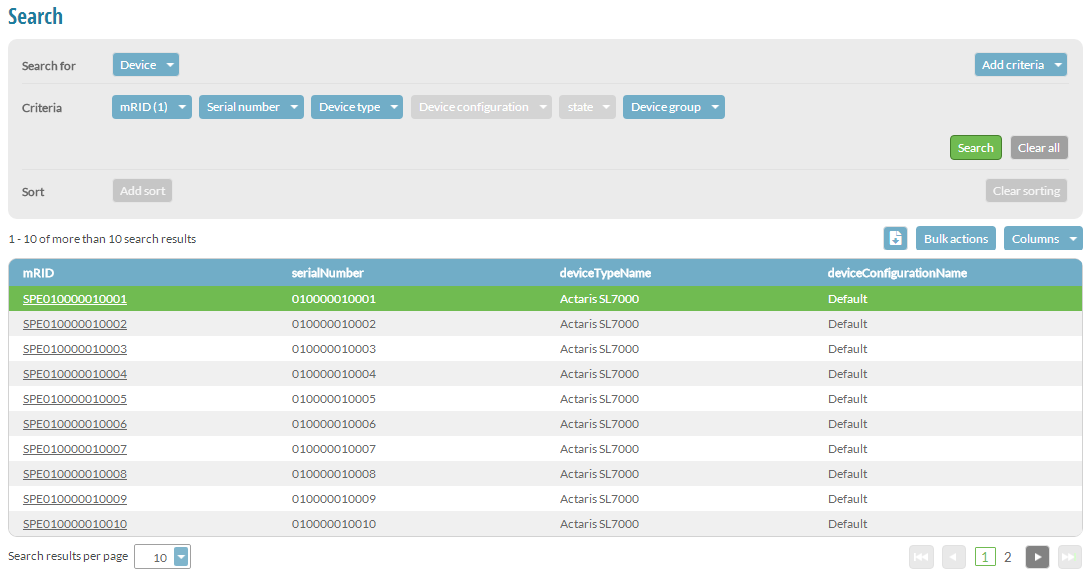 Search
Search for Device Add criteria
Criteria mRID (1) Serial number Device type Device configuration state Device group
Search Clear all
Sort Add sort Clear sorting
1 - 10 of more than 10 search results Bulk actions Columns
mRID serialNumber deviceTypeName deviceConfigurationName
SPE010000010001 010000010001 Actaris SL7000 Default
SPE010000010002 010000010002 Actaris SL7000 Default
SPE010000010003 010000010003 Actaris SL7000 Default
SPE010000010004 010000010004 Actaris SL7000 Default
SPE010000010005 010000010005 Actaris SL7000 Default
SPE010000010006 010000010006 Actaris SL7000 Default
SPE010000010007 010000010007 Actaris SL7000 Default
SPE010000010008 010000010008 Actaris SL7000 Default
SPE010000010009 010000010009 Actaris SL7000 Default
SPE010000010010 010000010010 Actaris SL7000 Default
Search results per page 10 1 2